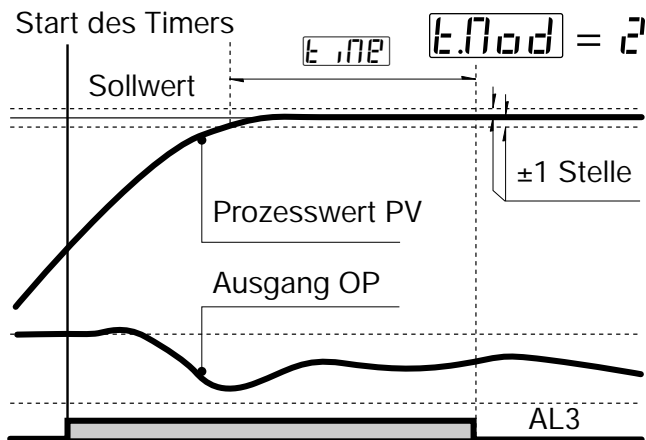 Start des Timers
t.Mod = 2
time
Sollwert
±1 Stelle
Prozesswert PV
Ausgang OP
AL3